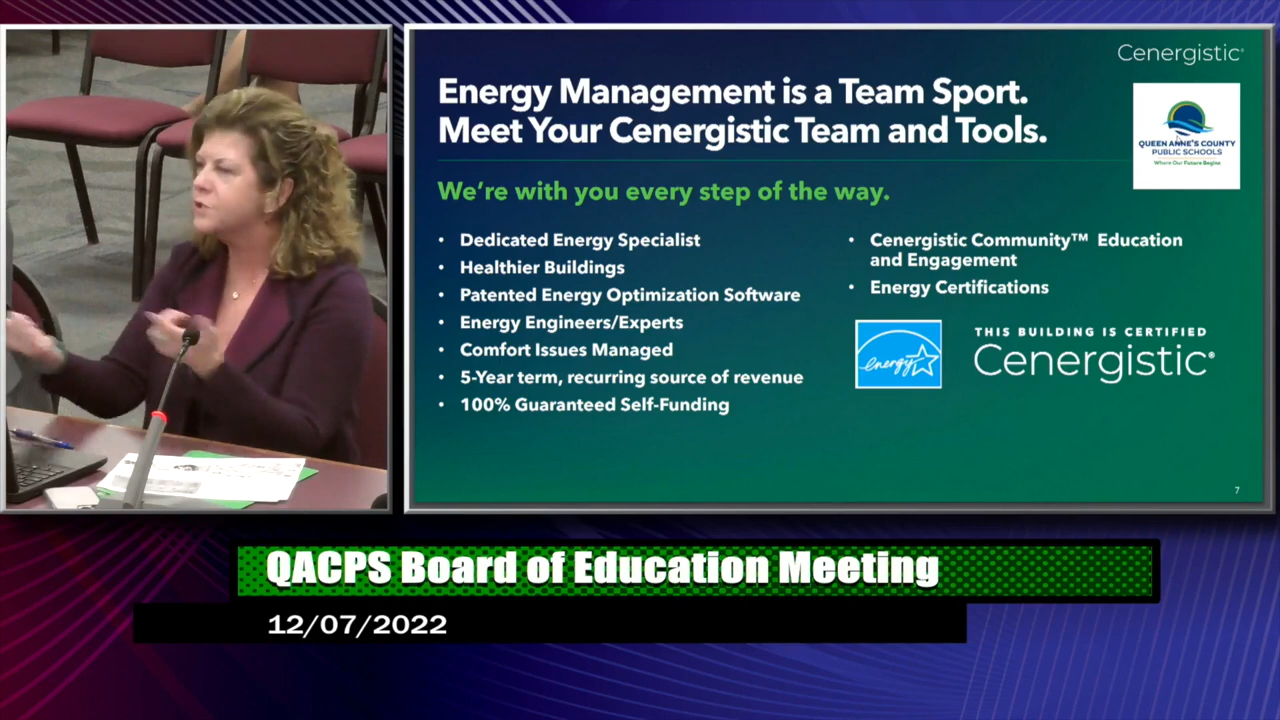 Cenergistic
Energy Management is a Team Sport.
Meet Your Cenergistic Team and Tools.
QUEEN ANNE'S COUNTY
PUBLIC SCHOOLS
Where Our Future Begins
We're with you every step of the way.
• Dedicated Energy Specialist
• Healthier Buildings
• Patented Energy Optimization Software
• Energy Engineers/Experts
• Comfort Issues Managed
• 5-Year term, recurring source of revenue
• 100% Guaranteed Self-Funding
• Cenergistic Community™ Education
and Engagement
• Energy Certifications
energy
THIS BUILDING IS CERTIFIED
Cenergistic®
7
QACPS Board of Education Meeting
12/07/2022